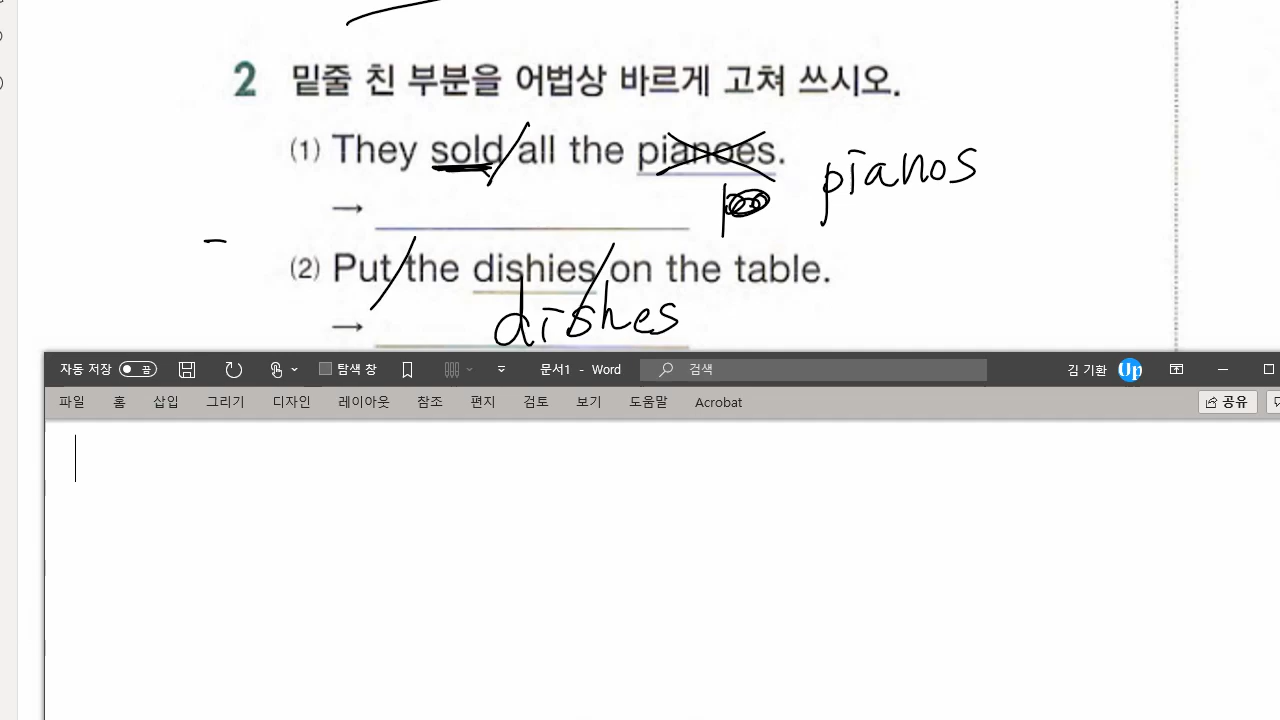 2 밑줄 친 부분을 어법상 바르게 고쳐 쓰시오.
(1) They sold all the pianoes. pianos
→
(2) Put the dishies on the table.
→ dishes
자동 저장 끔 탐색 창 문서1 - Word 검색 김 기환 Up
파일 홈 삽입 그리기 디자인 레이아웃 참조 편지 검토 보기 도움말 Acrobat 공유